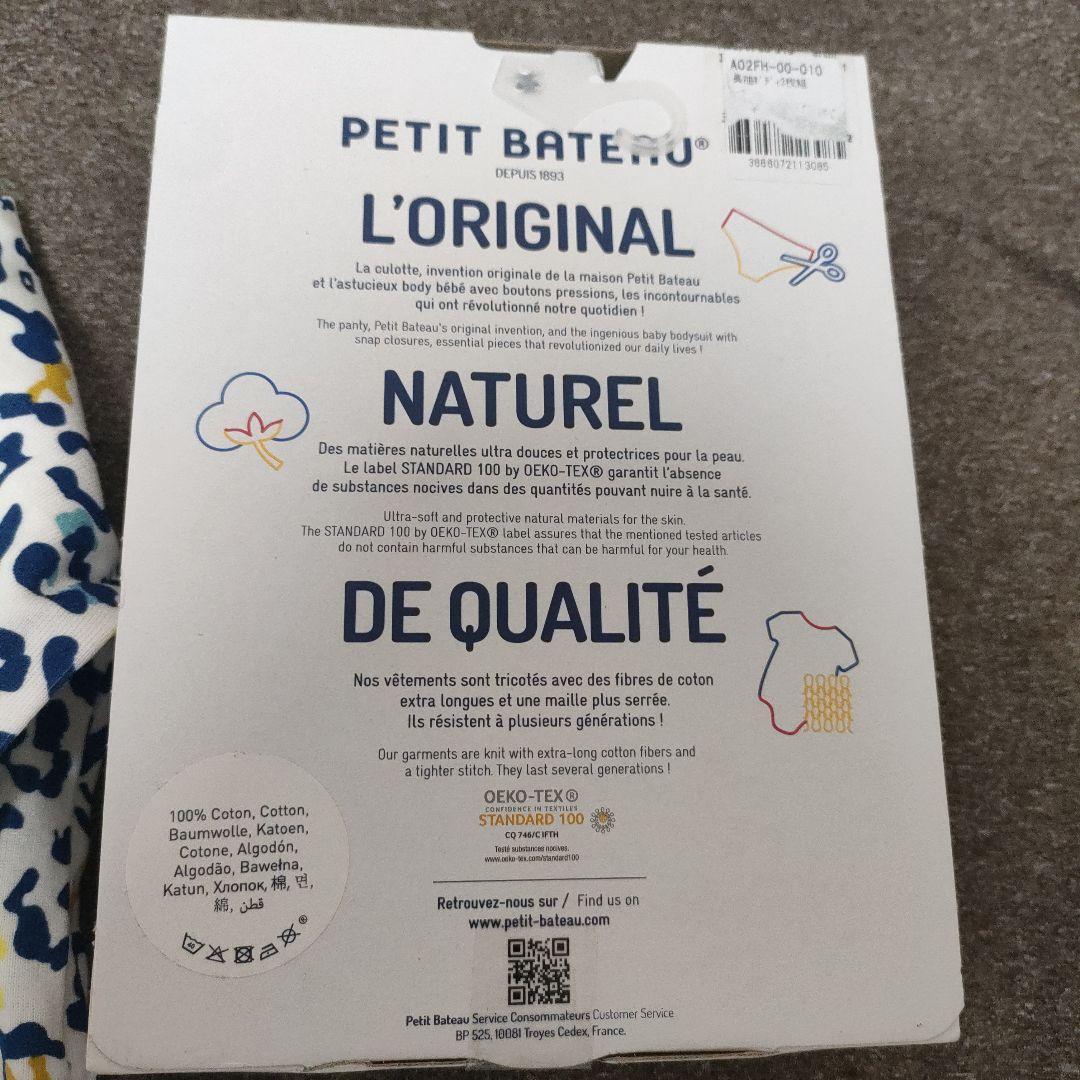 A02FH-00-010
3666072113085
PETIT BATEAU®
DEPUIS 1893
L'ORIGINAL
La culotte, invention originale de la maison Petit Bateau
et l'astucieux body bébé avec boutons pressions, les incontournables
qui ont révolutionné notre quotidien !
The panty, Petit Bateau's original invention, and the ingenious baby bodysuit with
snap closures, essential pieces that revolutionized our daily lives !
NATUREL
Des matières naturelles ultra douces et protectrices pour la peau.
Le label STANDARD 100 by OEKO-TEX® garantit l'absence
de substances nocives dans des quantités pouvant nuire à la santé.
Ultra-soft and protective natural materials for the skin.
The STANDARD 100 by OEKO-TEX® label assures that the mentioned tested articles
do not contain harmful substances that can be harmful for your health.
DE QUALITÉ
Nos vêtements sont tricotés avec des fibres de coton
extra longues et une maille plus serrée.
Ils résistent à plusieurs générations !
Our garments are knit with extra-long cotton fibers and
a tighter stitch. They last several generations !
OEKO-TEX®
CONFIDENCE IN TEXTILES
STANDARD 100
CQ 746/C IFTH
Testé substances nocives.
www.oeko-tex.com/standard100
100% Coton, Cotton,
Baumwolle, Katoen,
Cotone, Algodón,
Algodão, Bawełna,
Katun, Хлопок, 棉, 면,
綿, قطن
40
®
Retrouvez-nous sur / Find us on
www.petit-bateau.com
Petit Bateau Service Consommateurs Customer Service
BP 525, 10081 Troyes Cedex, France.